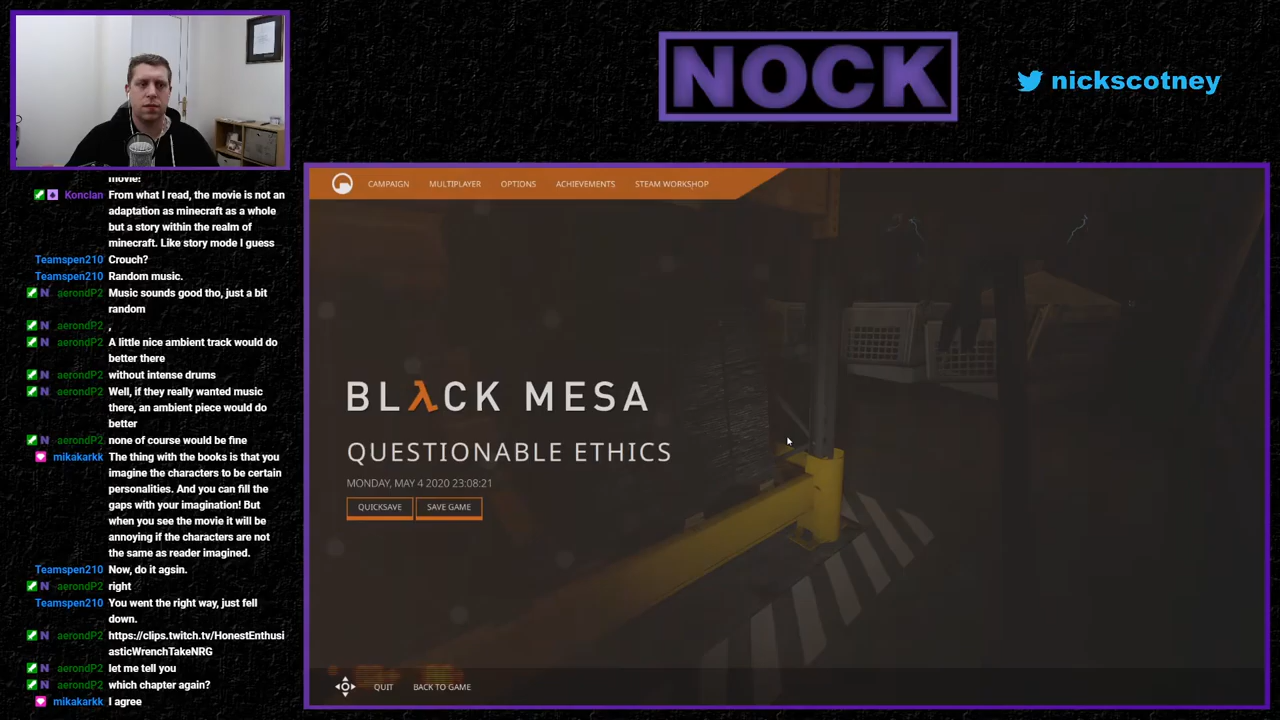 NOCK
nickscotney
movie!
Konclan From what I read, the movie is not an
adaptation as minecraft as a whole
but a story within the realm of
minecraft. Like story mode I guess
Teamspen210 Crouch?
Teamspen210 Random music.
aerondP2 Music sounds good tho, just a bit
random
aerondP2 ,
aerondP2 A little nice ambient track would do
better there
aerondP2 without intense drums
aerondP2 Well, if they really wanted music
there, an ambient piece would do
better
aerondP2 none of course would be fine
mikakarkk The thing with the books is that you
imagine the characters to be certain
personalities. And you can fill the
gaps with your imagination! But
when you see the movie it will be
annoying if the characters are not
the same as reader imagined.
Teamspen210 Now, do it agsin.
aerondP2 right
Teamspen210 You went the right way, just fell
down.
aerondP2 https://clips.twitch.tv/HonestEnthusi
asticWrenchTakeNRG
aerondP2 let me tell you
aerondP2 which chapter again?
mikakarkk I agree
CAMPAIGN MULTIPLAYER OPTIONS ACHIEVEMENTS STEAM WORKSHOP
BLλCK MESA
QUESTIONABLE ETHICS
MONDAY, MAY 4 2020 23:08:21
QUICKSAVE SAVE GAME
QUIT BACK TO GAME